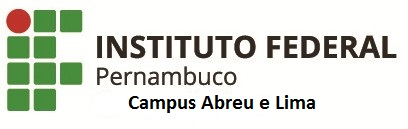 INSTITUTO FEDERAL
Pernambuco
Campus Abreu e Lima